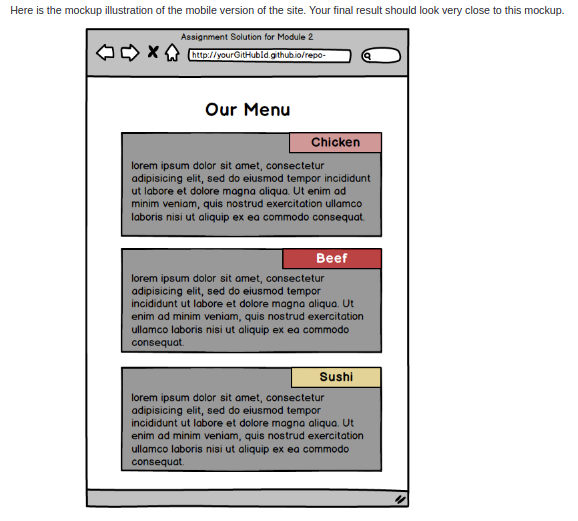 Here is the mockup illustration of the mobile version of the site. Your final result should look very close to this mockup.
Assignment Solution for Module 2
http://yourGitHubId.github.io/repo-
Our Menu
Chicken
lorem ipsum dolor sit amet, consectetur
adipisicing elit, sed do eiusmod tempor incididunt
ut labore et dolore magna aliqua. Ut enim ad
minim veniam, quis nostrud exercitation ullamco
laboris nisi ut aliquip ex ea commodo consequat.
Beef
lorem ipsum dolor sit amet, consectetur
adipisicing elit, sed do eiusmod tempor
incididunt ut labore et dolore magna aliqua. Ut
enim ad minim veniam, quis nostrud exercitation
ullamco laboris nisi ut aliquip ex ea commodo
consequat.
Sushi
lorem ipsum dolor sit amet, consectetur
adipisicing elit, sed do eiusmod tempor
incididunt ut labore et dolore magna aliqua. Ut
enim ad minim veniam, quis nostrud exercitation
ullamco laboris nisi ut aliquip ex ea commodo
consequat.